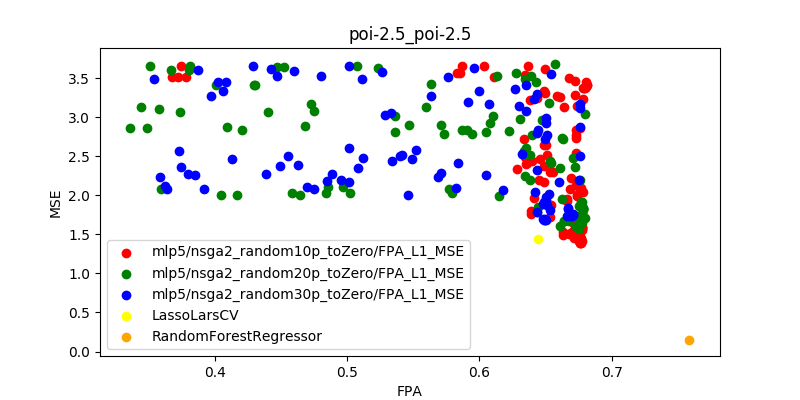 poi-2.5_poi-2.5
MSE
3.5
3.0
2.5
2.0
1.5
1.0
0.5
0.0
mlp5/nsga2_random10p_toZero/FPA_L1_MSE
mlp5/nsga2_random20p_toZero/FPA_L1_MSE
mlp5/nsga2_random30p_toZero/FPA_L1_MSE
LassoLarsCV
RandomForestRegressor
0.4 0.5 0.6 0.7
FPA